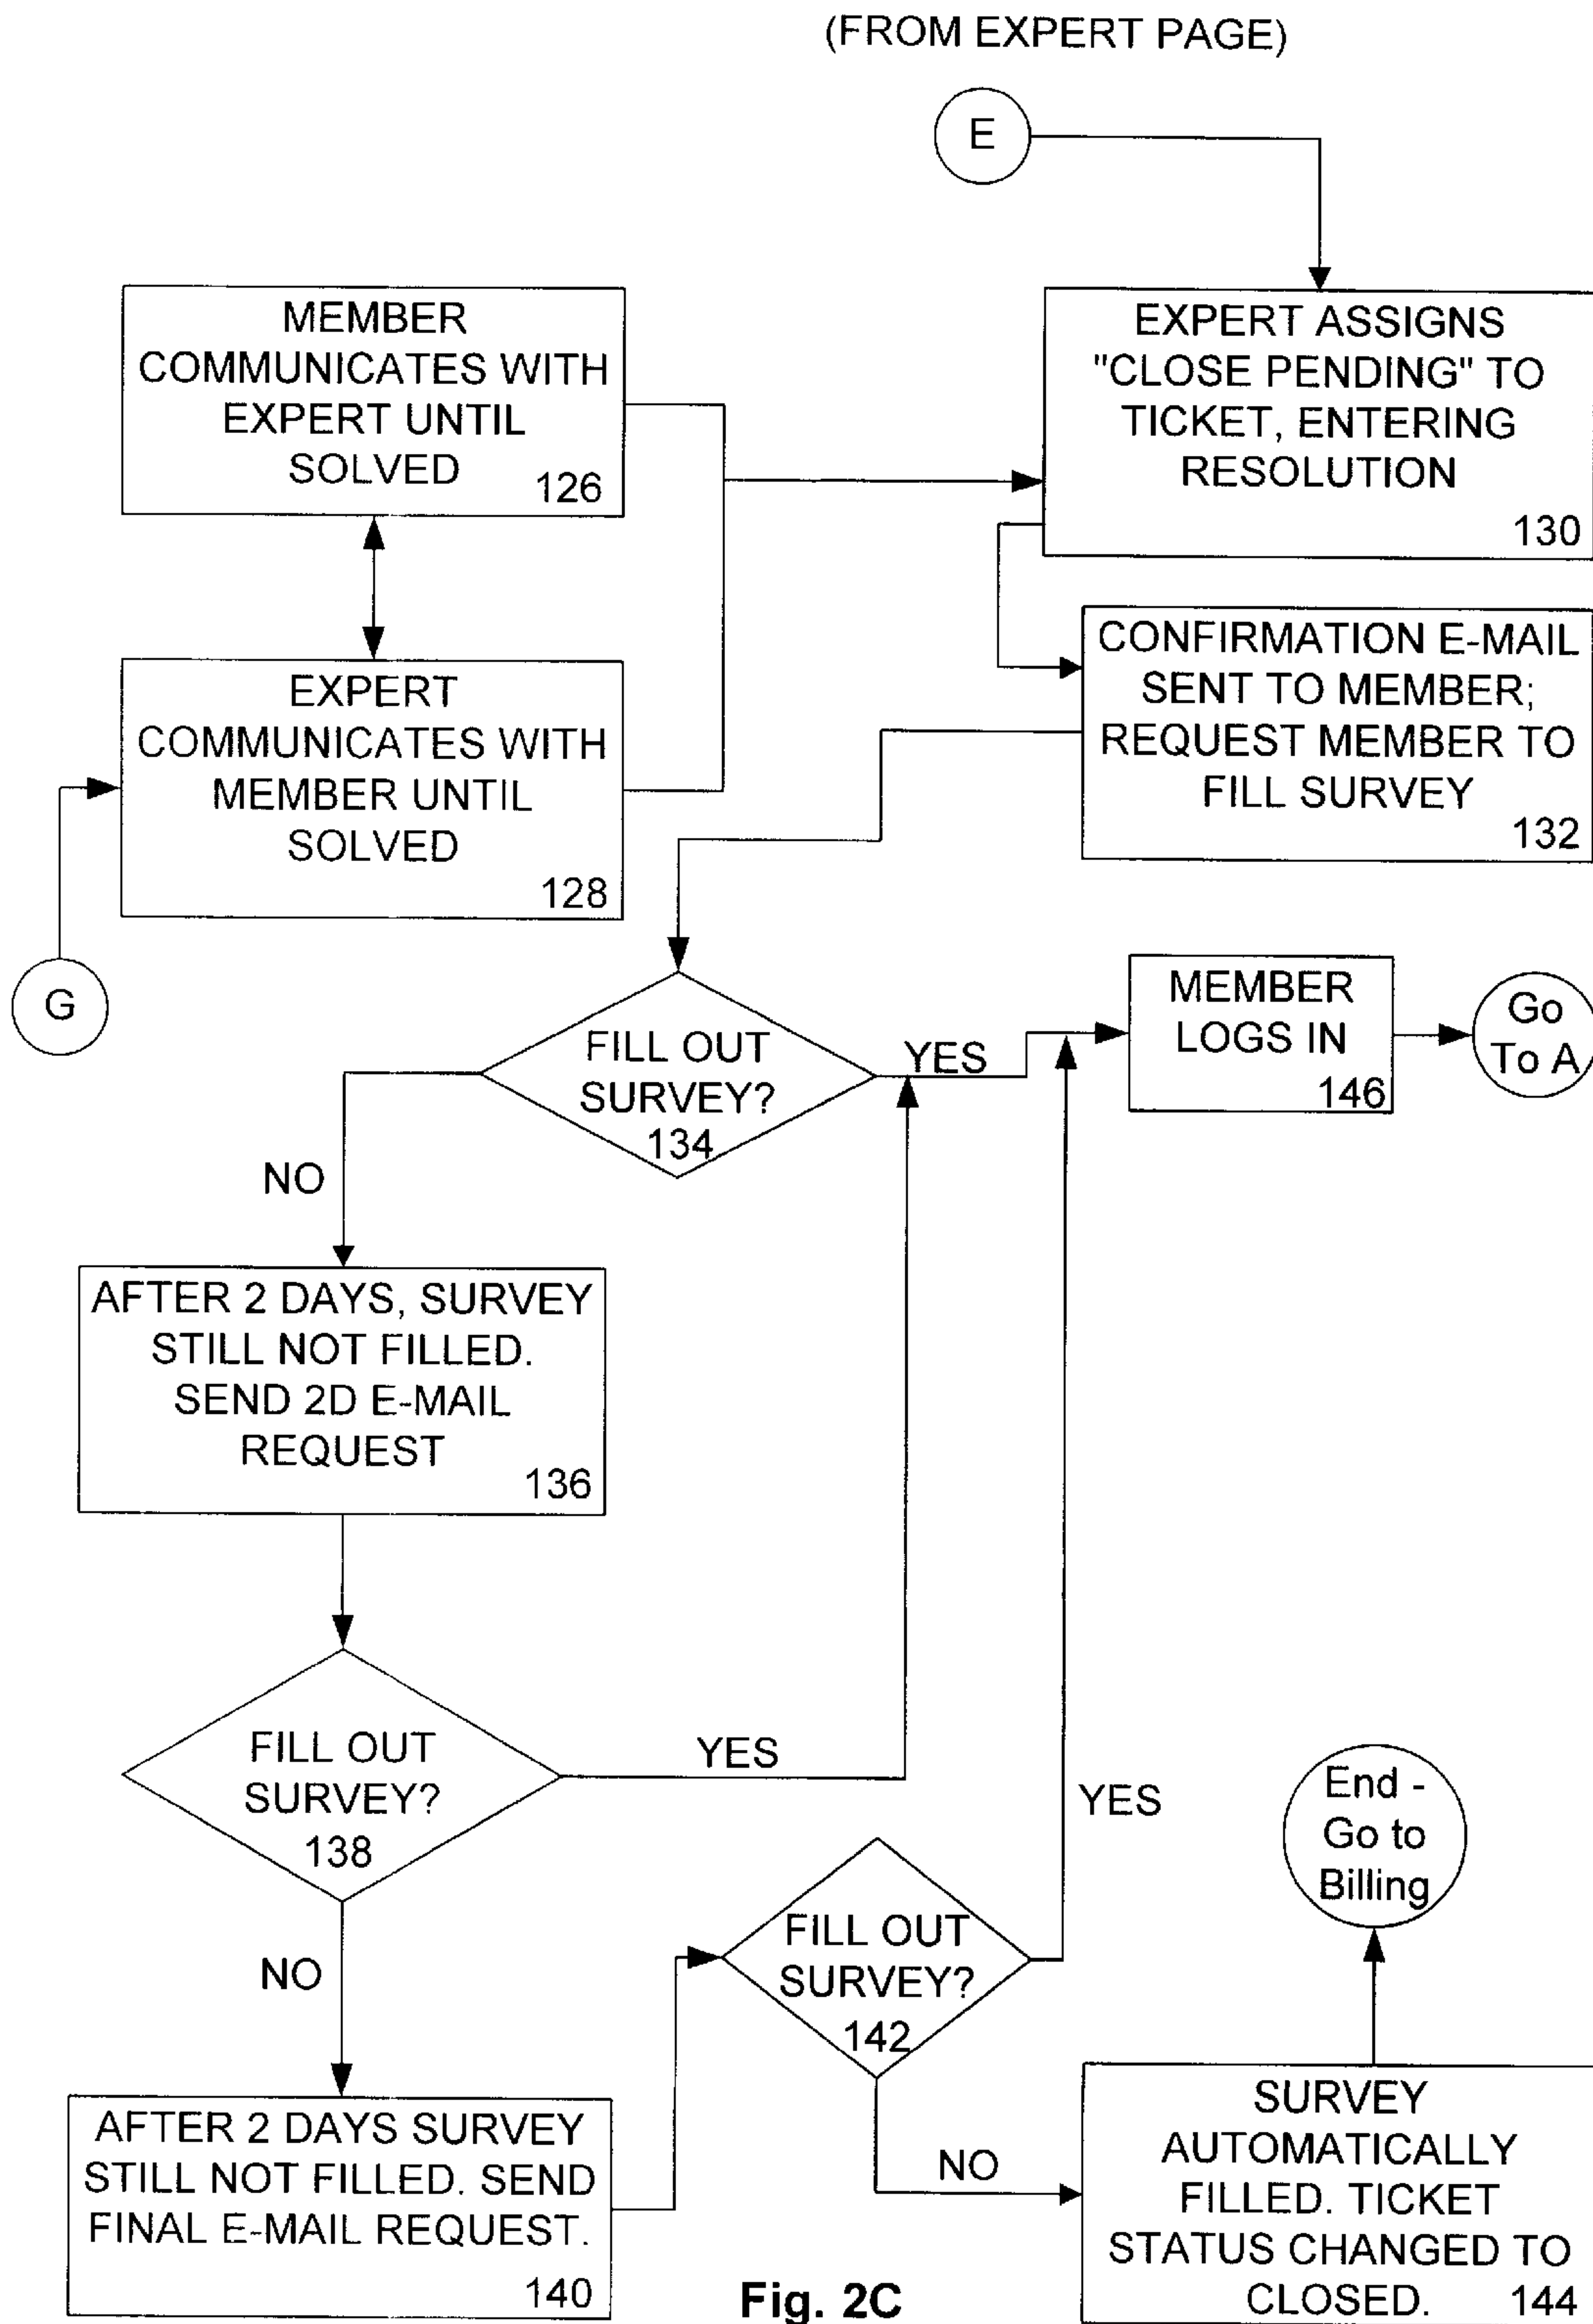 (FROM EXPERT PAGE)
E
MEMBER
COMMUNICATES WITH
EXPERT UNTIL
SOLVED
126
EXPERT ASSIGNS
"CLOSE PENDING" TO
TICKET, ENTERING
RESOLUTION
130
CONFIRMATION E-MAIL
SENT TO MEMBER;
REQUEST MEMBER TO
FILL SURVEY
132
EXPERT
COMMUNICATES WITH
MEMBER UNTIL
SOLVED
128
G
FILL OUT
SURVEY?
134
YES
NO
MEMBER
LOGS IN
146
Go
To A
AFTER 2 DAYS, SURVEY
STILL NOT FILLED.
SEND 2D E-MAIL
REQUEST
136
FILL OUT
SURVEY?
138
YES
NO
AFTER 2 DAYS SURVEY
STILL NOT FILLED. SEND
FINAL E-MAIL REQUEST.
140
FILL OUT
SURVEY?
142
YES
NO
End -
Go to
Billing
SURVEY
AUTOMATICALLY
FILLED. TICKET
STATUS CHANGED TO
CLOSED.
144
Fig. 2C